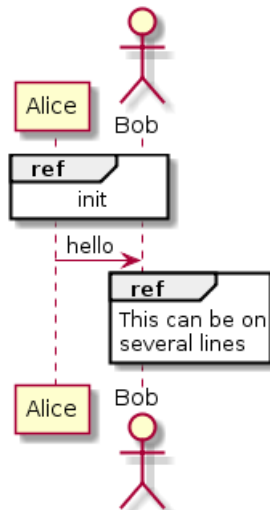 Alice
Bob
ref
init
hello
ref
This can be on
several lines
Alice
Bob